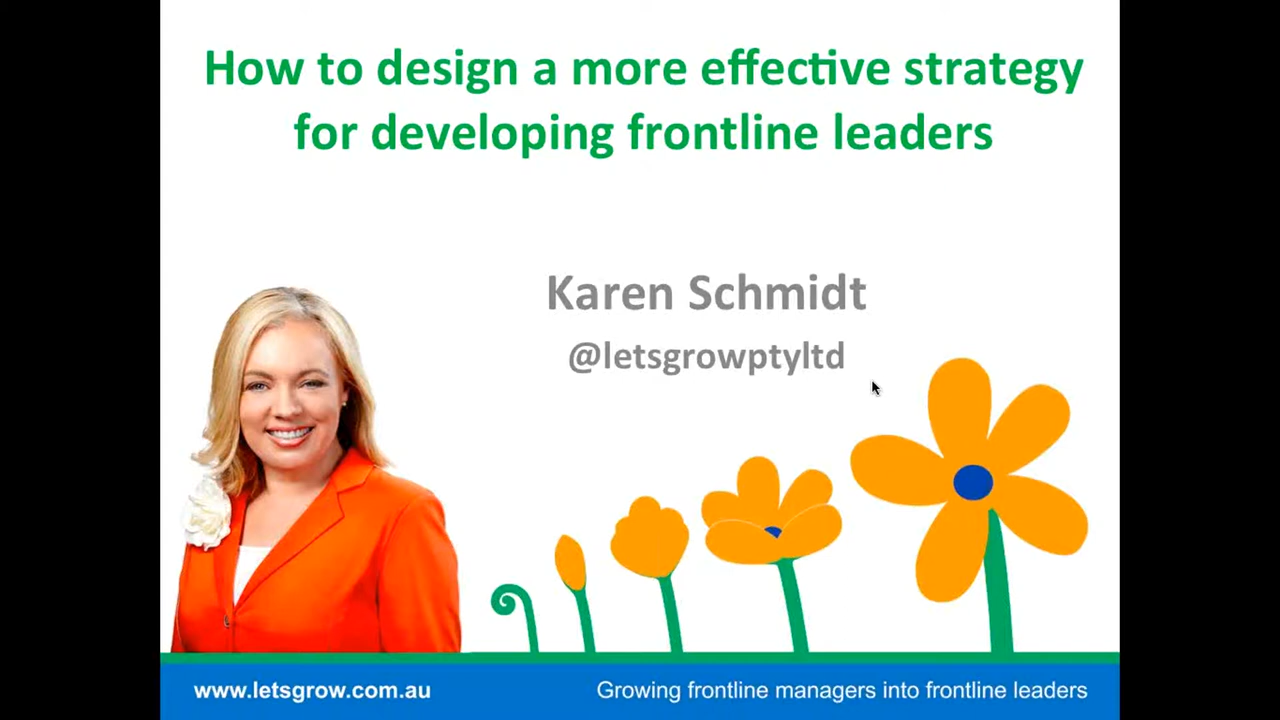 How to design a more effective strategy
for developing frontline leaders
Karen Schmidt
@letsgrowptyltd
www.letsgrow.com.au
Growing frontline managers into frontline leaders